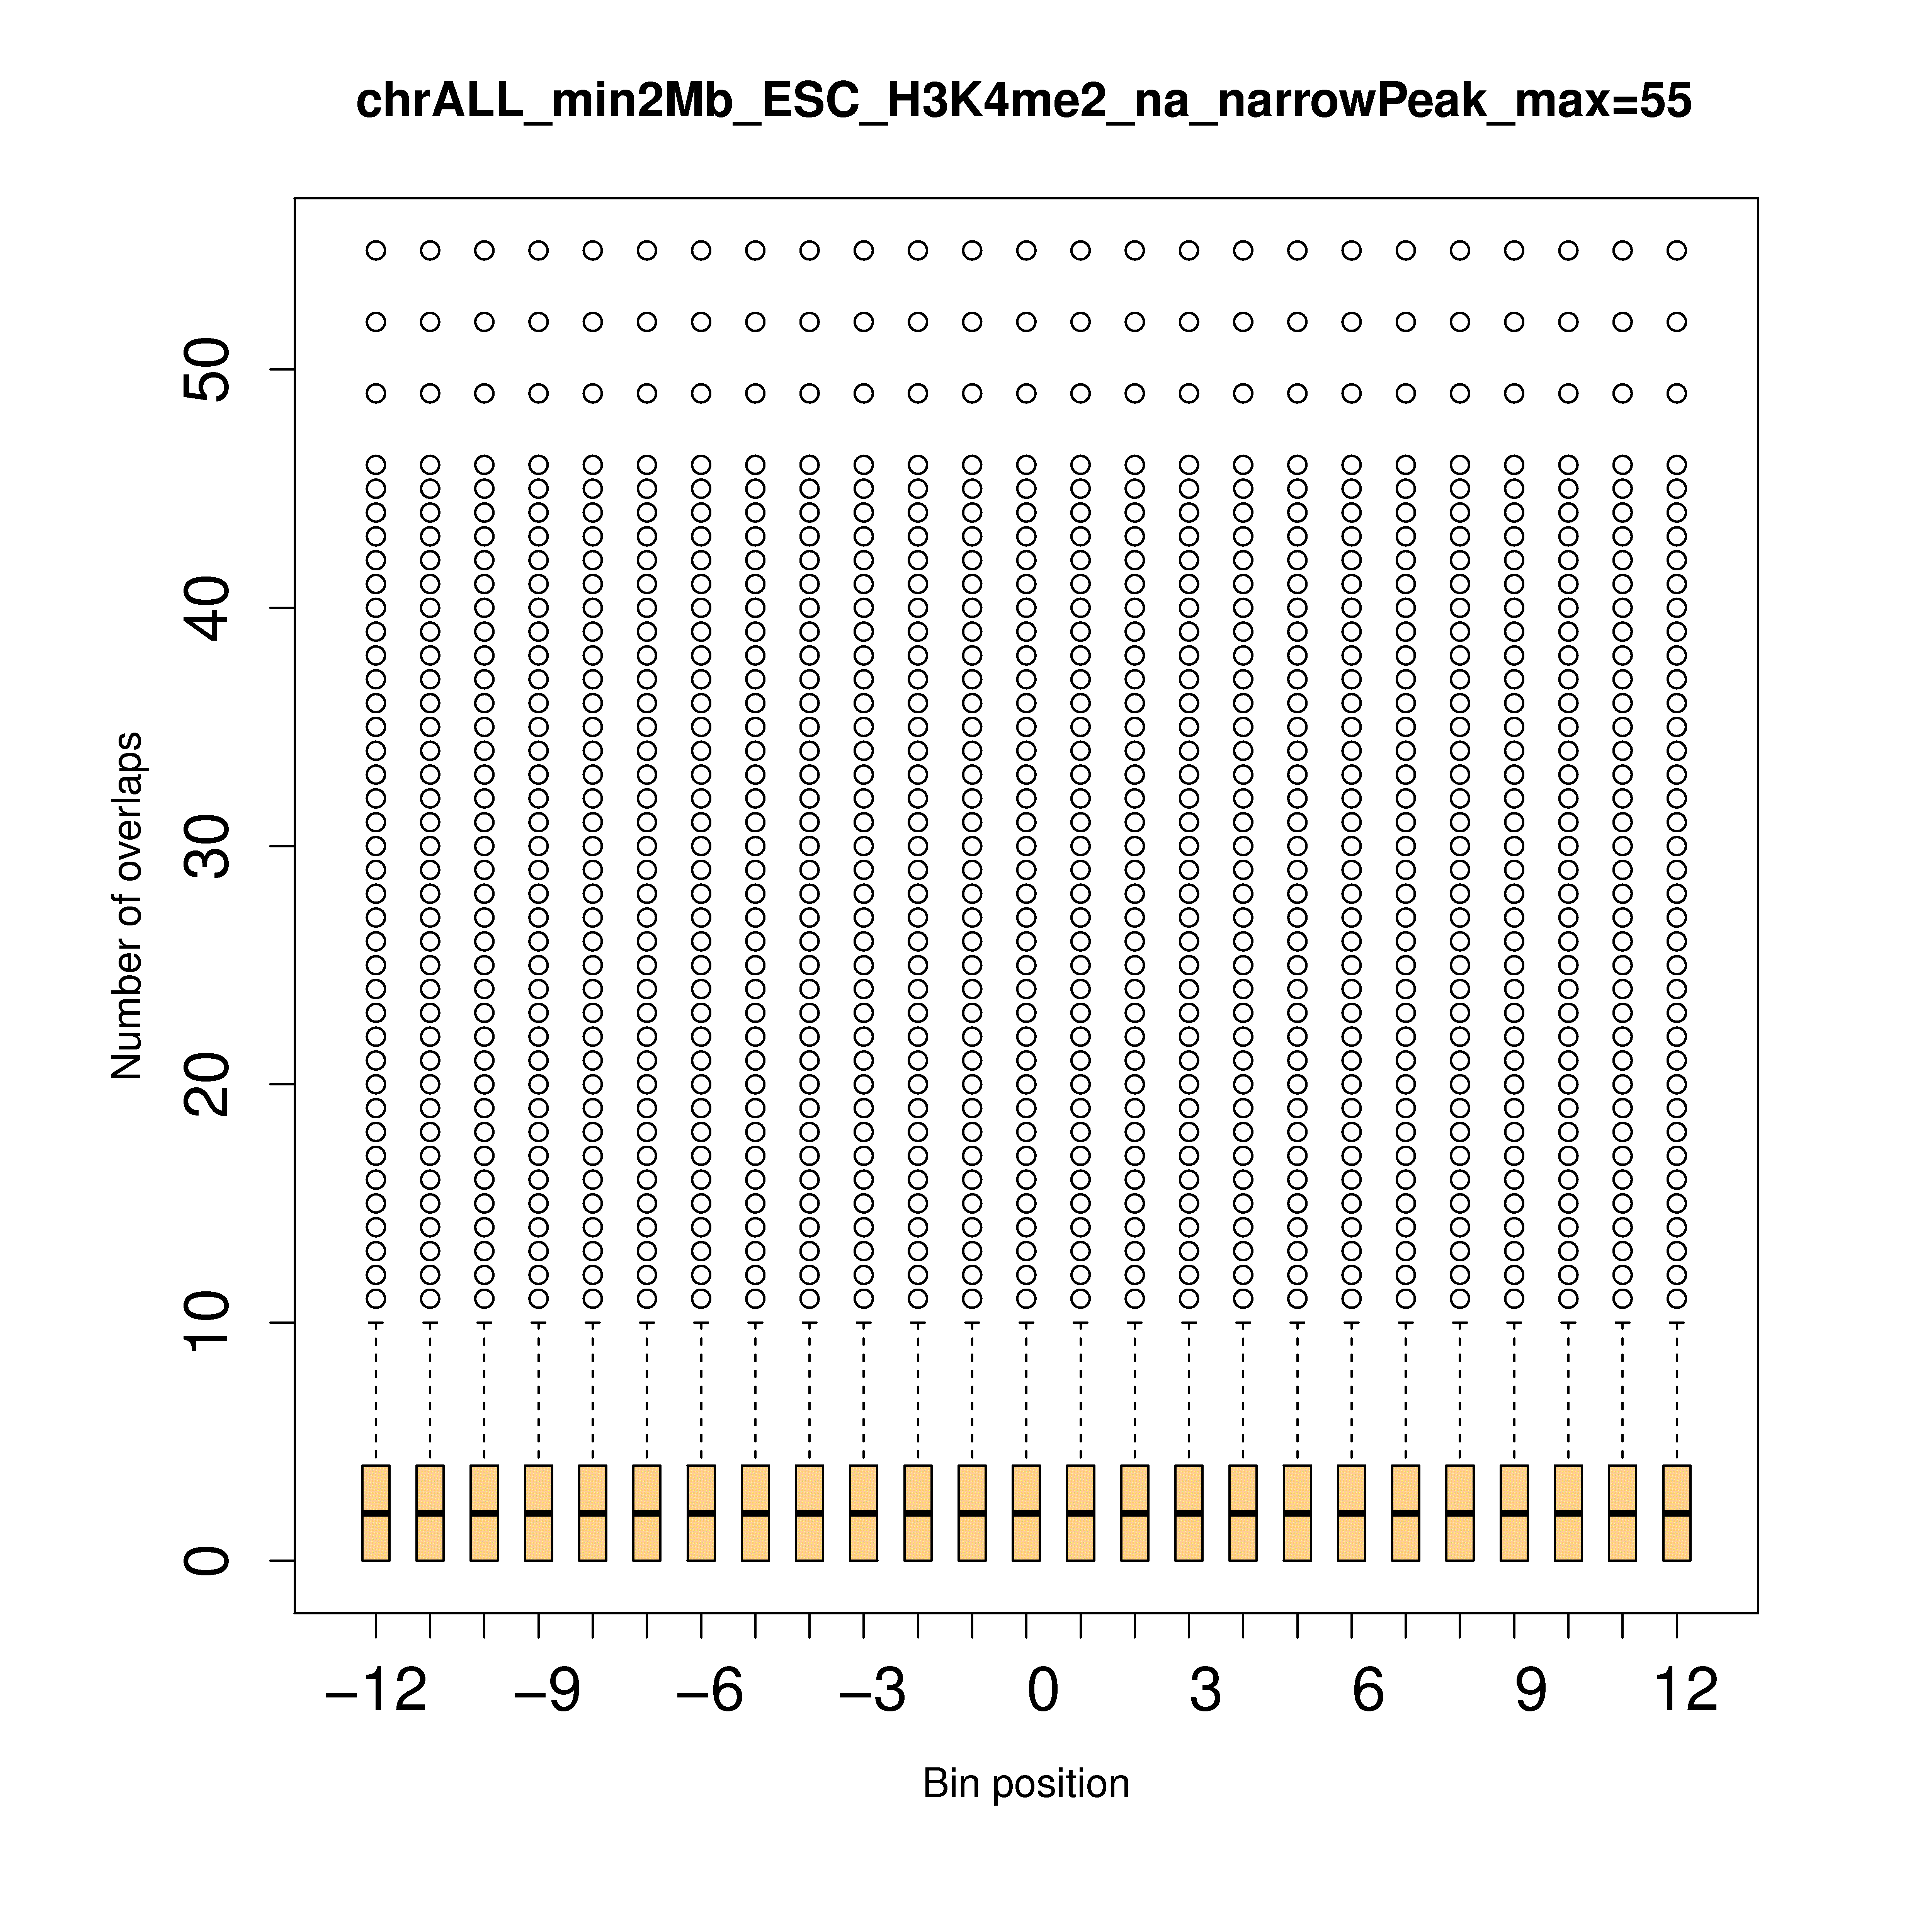 chrALL_min2Mb_ESC_H3K4me2_na_narrowPeak_max=55
50
40
30
20
10
0
Number of overlaps
−12 −9 −6 −3 0 3 6 9 12
Bin position